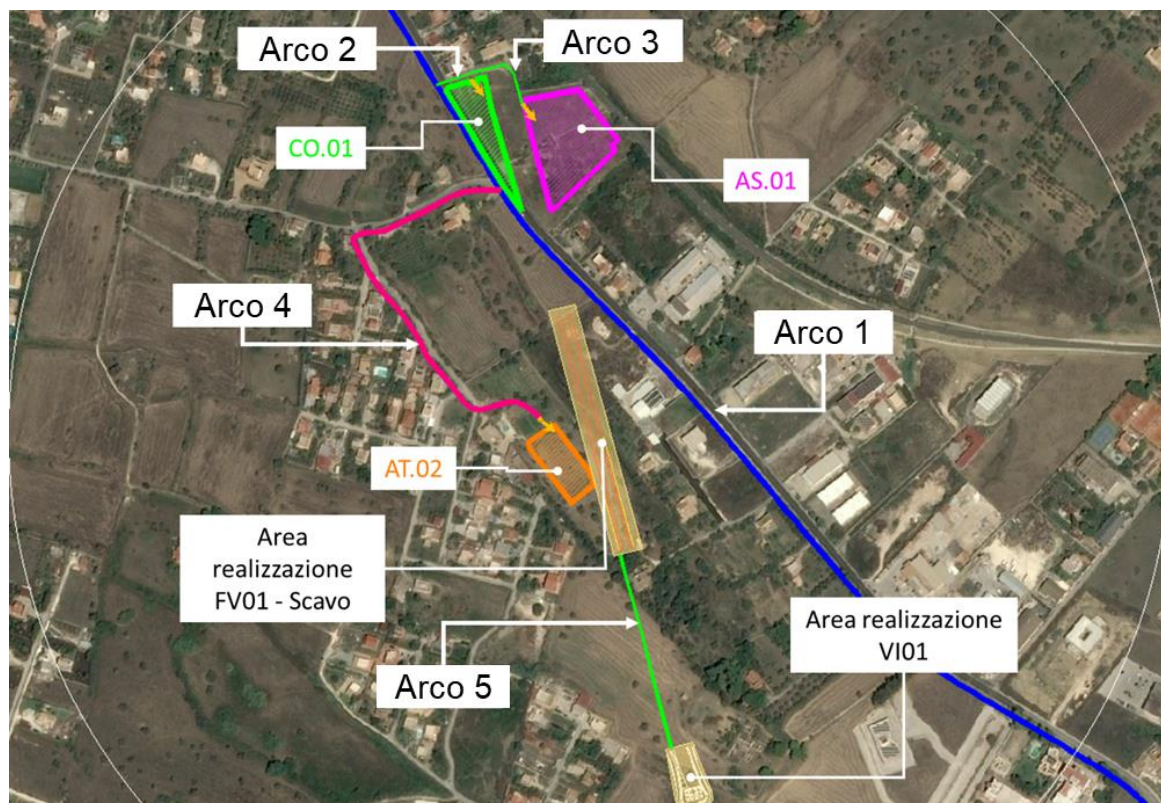 Arco 2
Arco 3
CO.01
AS.01
Arco 4
Arco 1
AT.02
Area
realizzazione
FV01 - Scavo
Area realizzazione
VI01
Arco 5